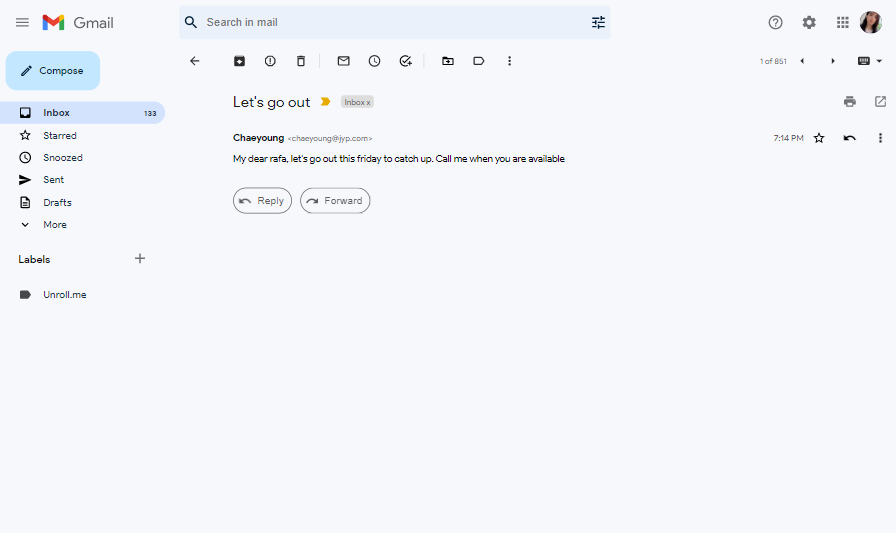 Gmail
Search in mail
Compose
1 of 851
Inbox 133
Starred
Snoozed
Sent
Drafts
More
Labels
Unroll.me
Let's go out Inbox x
Chaeyoung <chaeyoung@jyp.com> 7:14 PM
My dear rafa, let's go out this friday to catch up. Call me when you are available
Reply Forward